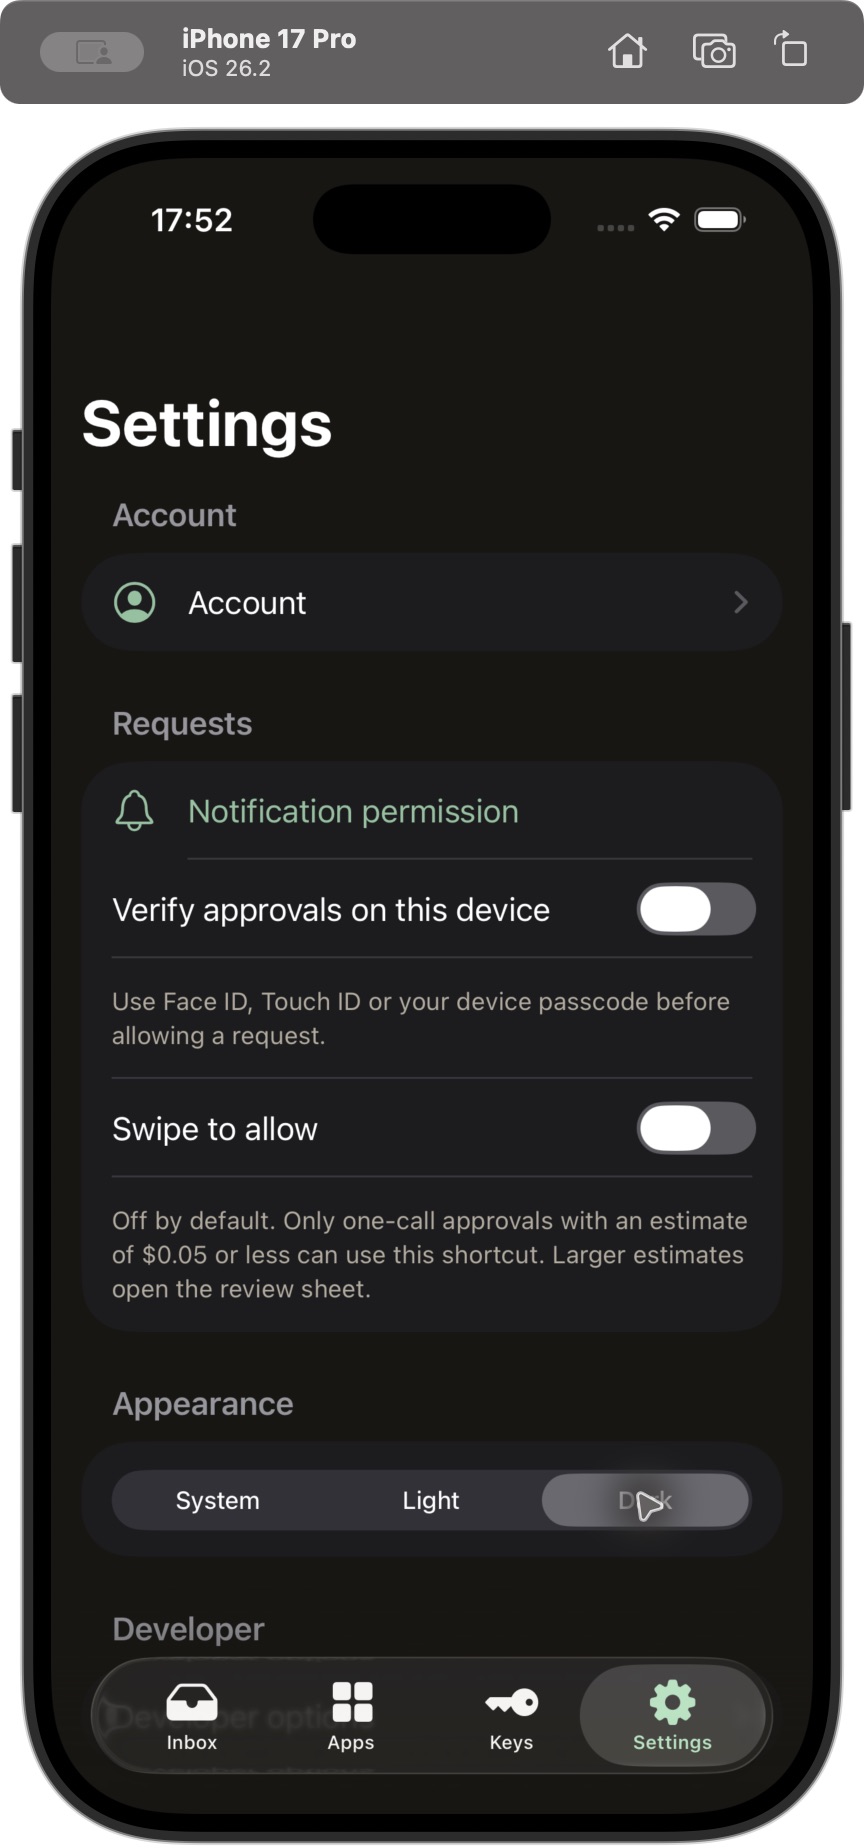 iPhone 17 Pro
iOS 26.2
17:52
Settings
Account
Account
Requests
Notification permission
Verify approvals on this device
Use Face ID, Touch ID or your device passcode before
allowing a request.
Swipe to allow
Off by default. Only one-call approvals with an estimate
of $0.05 or less can use this shortcut. Larger estimates
open the review sheet.
Appearance
System Light Dark
Developer
Developer options
Inbox Apps Keys Settings